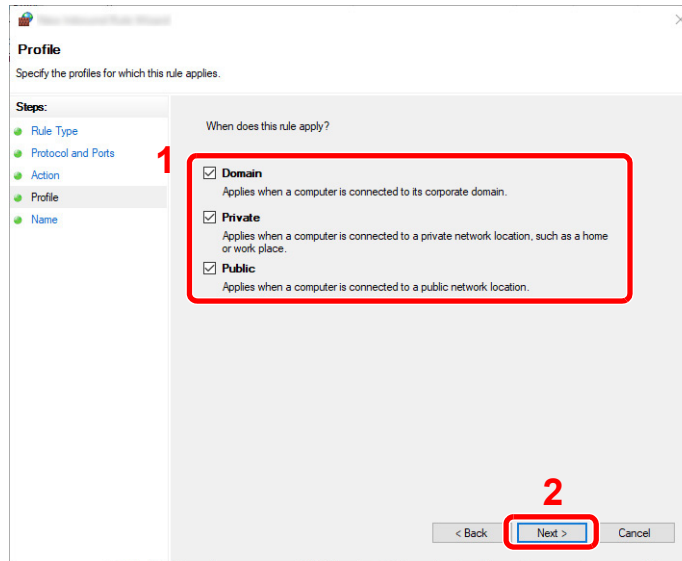 Profile
Specify the profiles for which this rule applies.
Steps:
Rule Type
Protocol and Ports
Action
Profile
Name
When does this rule apply?
1
Domain
Applies when a computer is connected to its corporate domain.
Private
Applies when a computer is connected to a private network location, such as a home
or work place.
Public
Applies when a computer is connected to a public network location.
2
< Back
Next >
Cancel